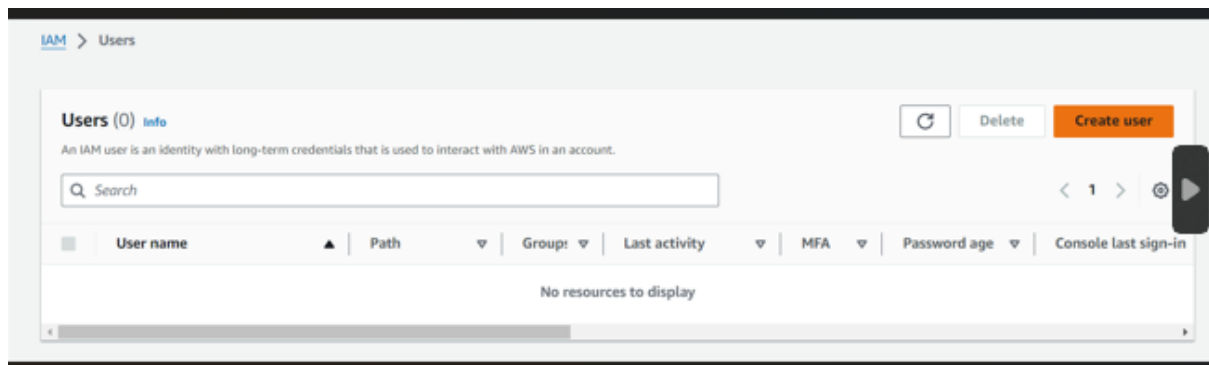 IAM > Users
Users (0) Info
Delete
Create user
An IAM user is an identity with long-term credentials that is used to interact with AWS in an account.
Search
< 1 >
User name Path Group: Last activity MFA Password age Console last sign-in
No resources to display